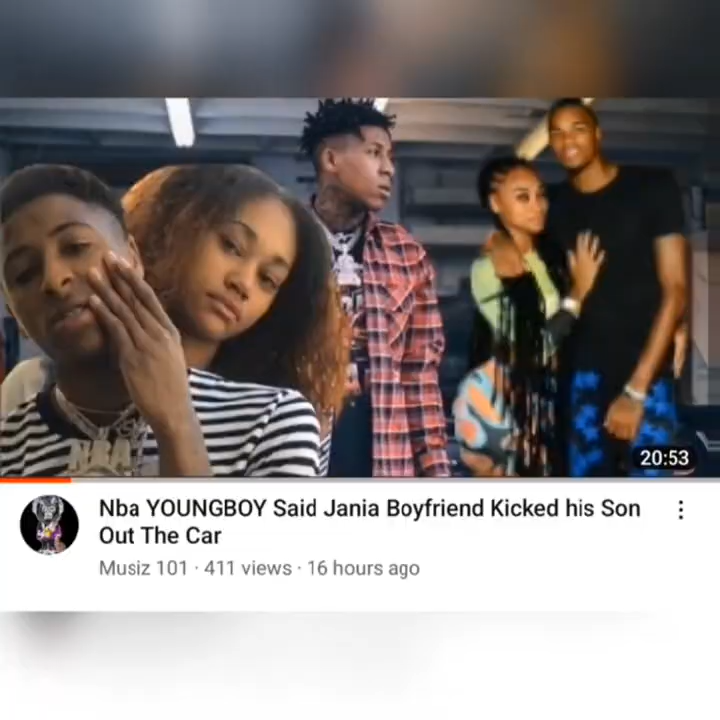 NBA
20:53
Nba YOUNGBOY Said Jania Boyfriend Kicked his Son
Out The Car
Musiz 101 · 411 views · 16 hours ago